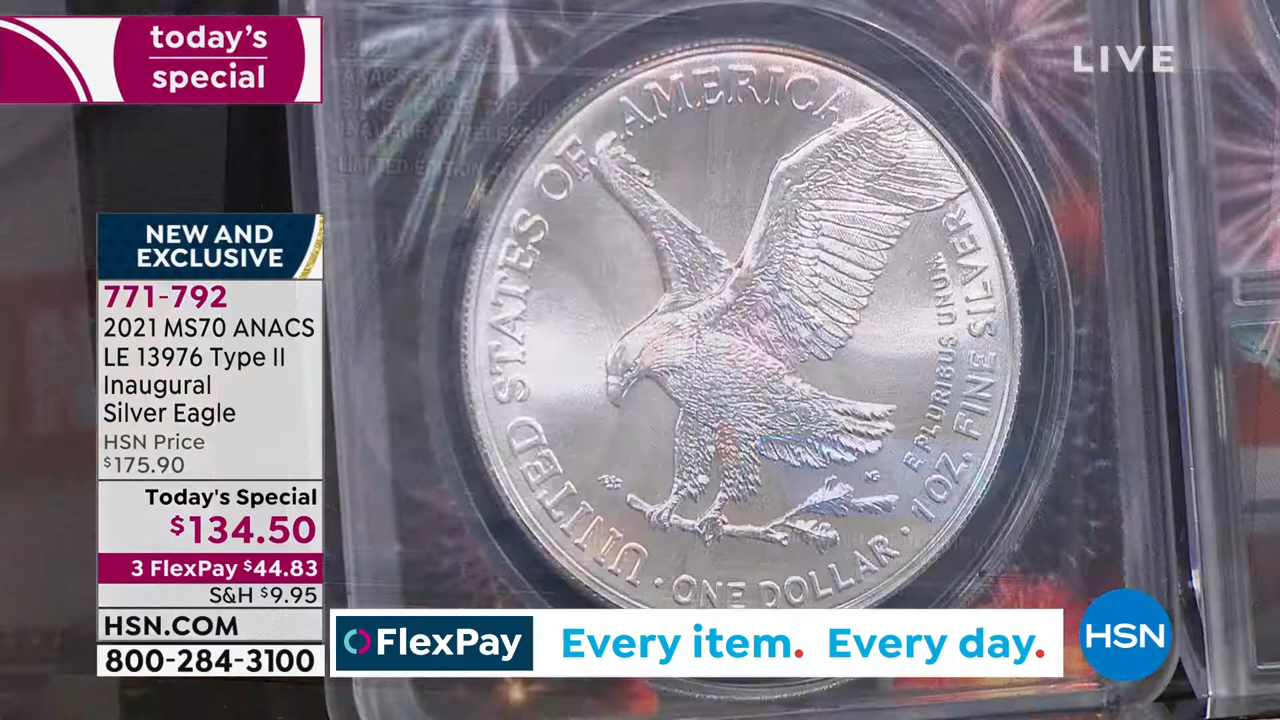 today's
special
LIVE
NEW AND
EXCLUSIVE
771-792
2021 MS70 ANACS
LE 13976 Type II
Inaugural
Silver Eagle
HSN Price
$175.90
Today's Special
$134.50
3 FlexPay $44.83
S&H $9.95
HSN.COM
800-284-3100
UNITED STATES OF AMERICA
E PLURIBUS UNUM
1 OZ. FINE SILVER
· ONE DOLLAR ·
FlexPay Every item. Every day.
HSN